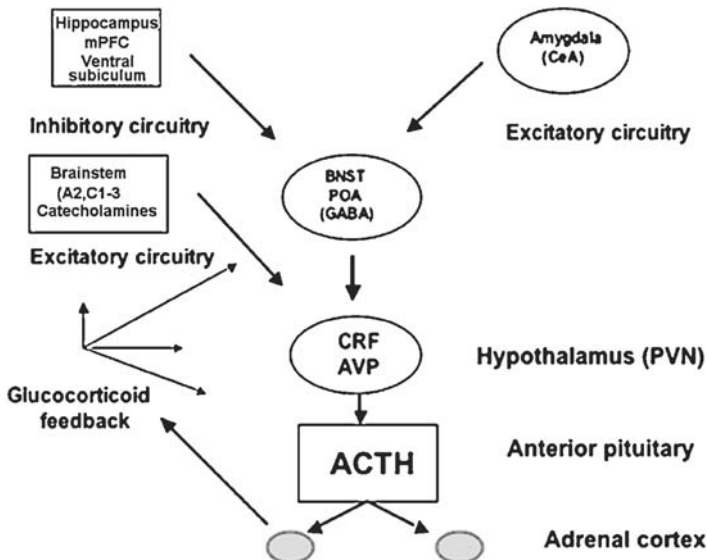 Hippocampus
mPFC
Ventral
subiculum
Amygdala
(CeA)
Inhibitory circuitry
Excitatory circuitry
Brainstem
(A2,C1-3
Catecholamines
BNST
POA
(GABA)
Excitatory circuitry
CRF
AVP
Hypothalamus (PVN)
Glucocorticoid
feedback
ACTH
Anterior pituitary
Adrenal cortex